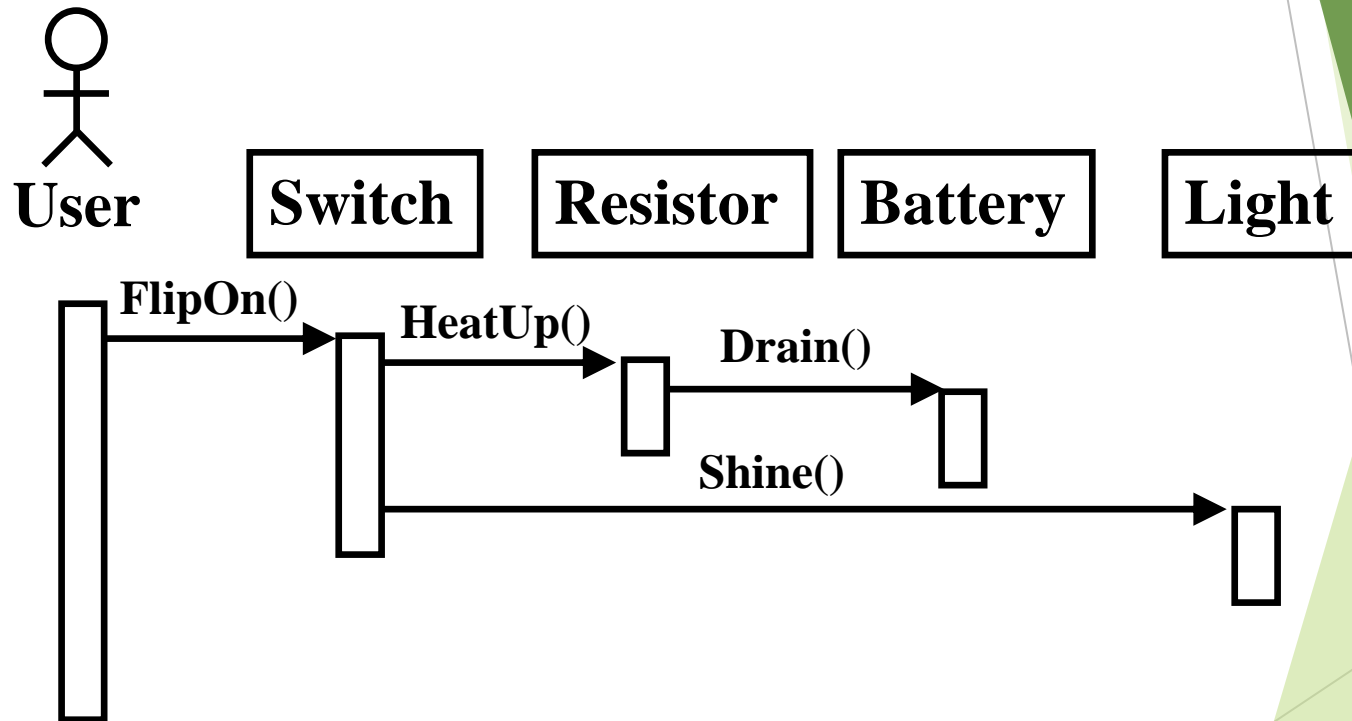 User
Switch
Resistor
Battery
Light
FlipOn()
HeatUp()
Drain()
Shine()